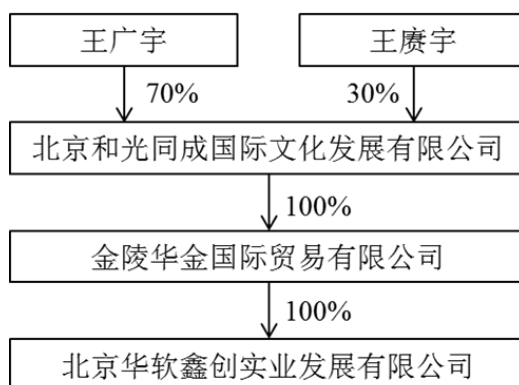 王广宇
王赓宇
70%
30%
北京和光同成国际文化发展有限公司
100%
金陵华金国际贸易有限公司
100%
北京华软鑫创实业发展有限公司